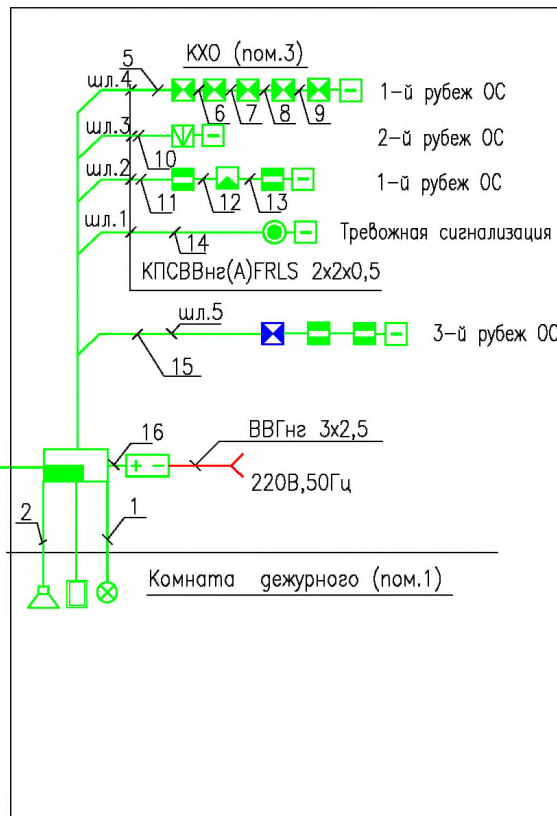 КХО (пом.3)
5
шл.4
1-й рубеж ОС
6 7 8 9
шл.3
2-й рубеж ОС
10
шл.2
1-й рубеж ОС
11 12 13
шл.1
Тревожная сигнализация
14
КПСВВнг(А)FRLS 2x2x0,5
шл.5
3-й рубеж ОС
15
ВВГнг 3x2,5
16
+ −
220В,50Гц
2 1
Комната дежурного (пом.1)